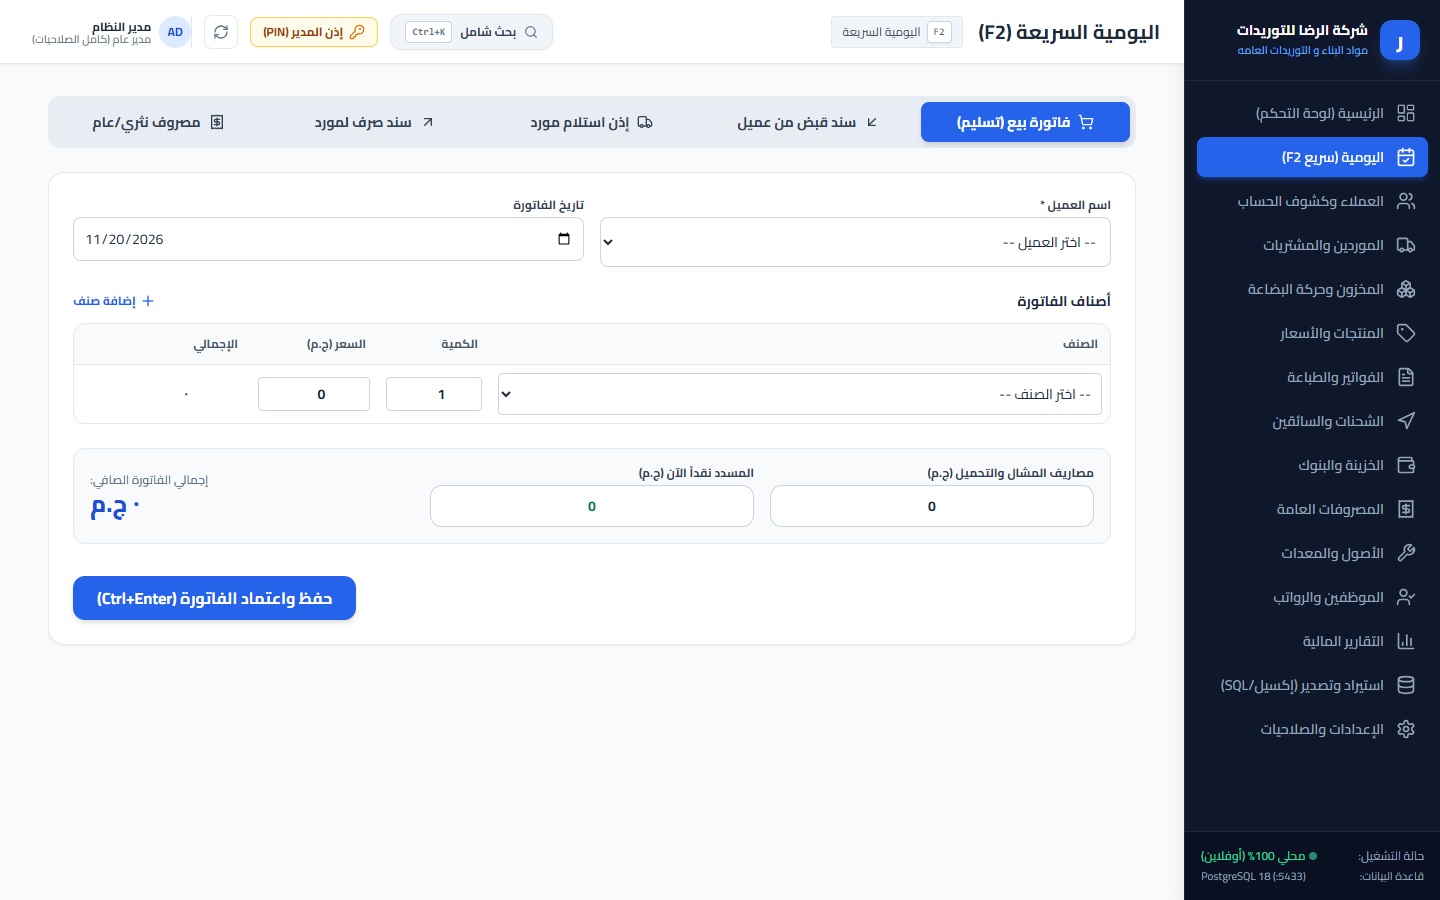 ر
شركة الرضا للتوريدات
مواد البناء و التوريدات العامه
الرئيسية (لوحة التحكم)
اليومية (سريع F2)
العملاء وكشوف الحساب
الموردين والمشتريات
المخزون وحركة البضاعة
المنتجات والأسعار
الفواتير والطباعة
الشحنات والسائقين
الخزينة والبنوك
المصروفات العامة
الأصول والمعدات
الموظفين والرواتب
التقارير المالية
استيراد وتصدير (إكسيل/SQL)
الإعدادات والصلاحيات
حالة التشغيل: محلي 100% (أوفلاين)
قاعدة البيانات: PostgreSQL 18 (:5433)
اليومية السريعة (F2)
F2 اليومية السريعة
بحث شامل Ctrl+K
إذن المدير (PIN)
AD
مدير النظام
مدير عام (كامل الصلاحيات)
فاتورة بيع (تسليم)
سند قبض من عميل
إذن استلام مورد
سند صرف لمورد
مصروف نثري/عام
اسم العميل *
-- اختر العميل --
تاريخ الفاتورة
11/20/2026
أصناف الفاتورة
إضافة صنف
الصنف الكمية السعر (ج.م) الإجمالي
-- اختر الصنف -- 1 0 ٠
مصاريف المشال والتحميل (ج.م)
0
المسدد نقداً الآن (ج.م)
0
إجمالي الفاتورة الصافي:
٠ ج.م
حفظ واعتماد الفاتورة (Ctrl+Enter)